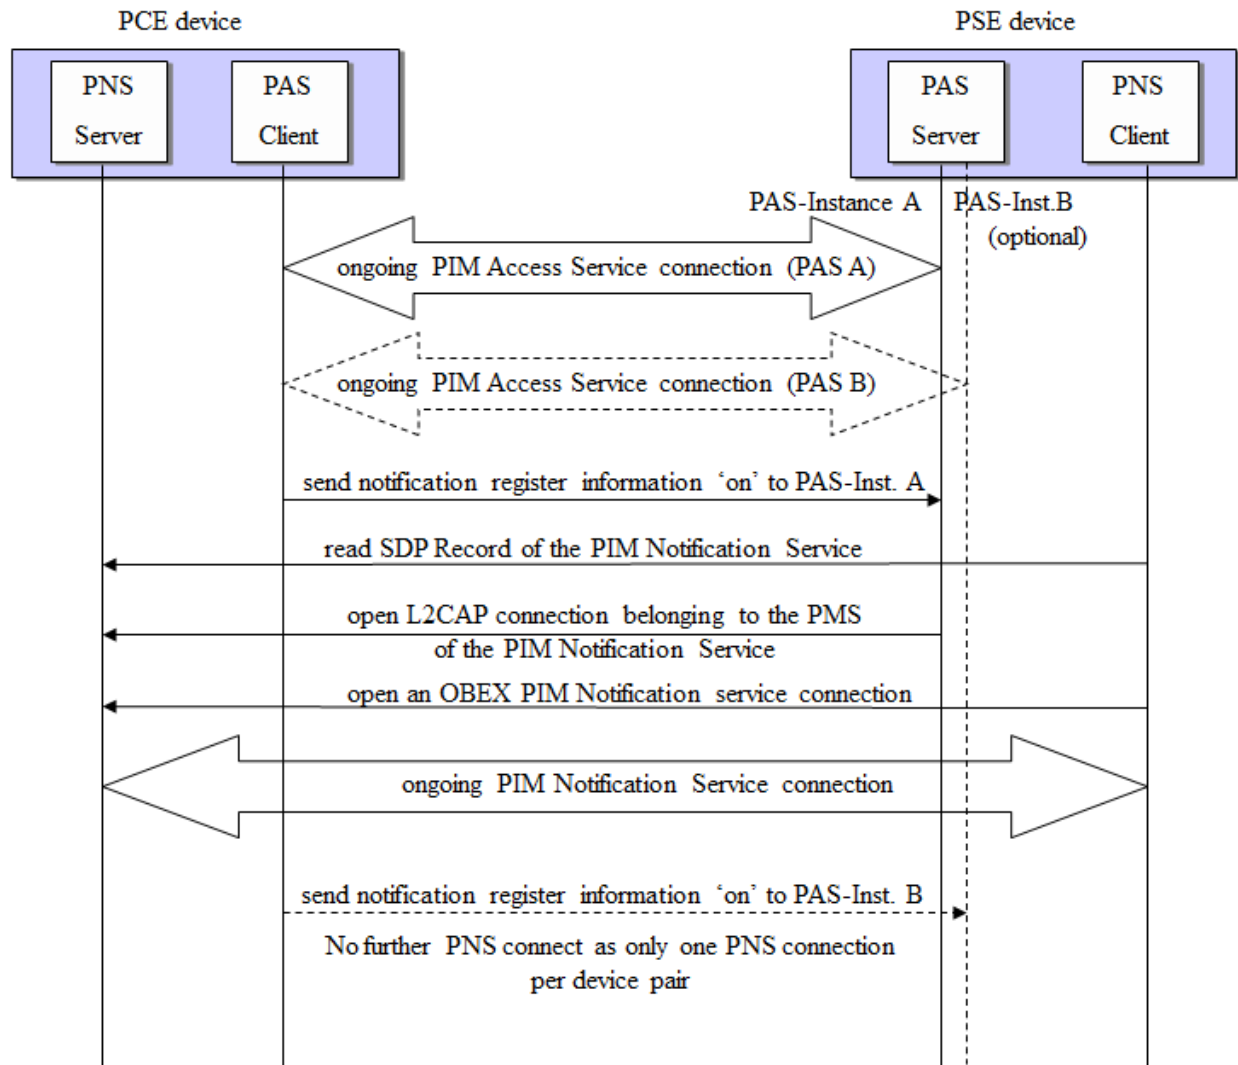 PCE device
PSE device
PNS
Server
PAS
Client
PAS
Server
PNS
Client
PAS-Instance A
PAS-Inst.B
(optional)
ongoing PIM Access Service connection (PAS A)
ongoing PIM Access Service connection (PAS B)
send notification register information ‘on’ to PAS-Inst. A
read SDP Record of the PIM Notification Service
open L2CAP connection belonging to the PMS
of the PIM Notification Service
open an OBEX PIM Notification service connection
ongoing PIM Notification Service connection
send notification register information ‘on’ to PAS-Inst. B
No further PNS connect as only one PNS connection
per device pair